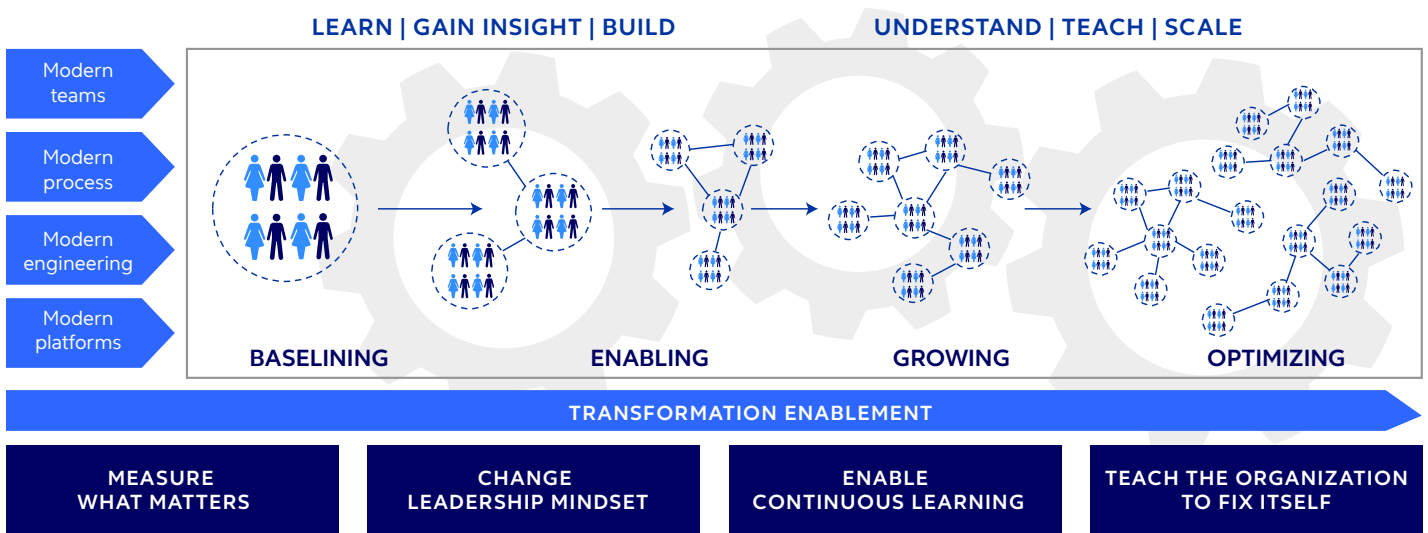 LEARN | GAIN INSIGHT | BUILD
UNDERSTAND | TEACH | SCALE
Modern
teams
Modern
process
Modern
engineering
Modern
platforms
BASELINING
ENABLING
GROWING
OPTIMIZING
TRANSFORMATION ENABLEMENT
MEASURE
WHAT MATTERS
CHANGE
LEADERSHIP MINDSET
ENABLE
CONTINUOUS LEARNING
TEACH THE ORGANIZATION
TO FIX ITSELF